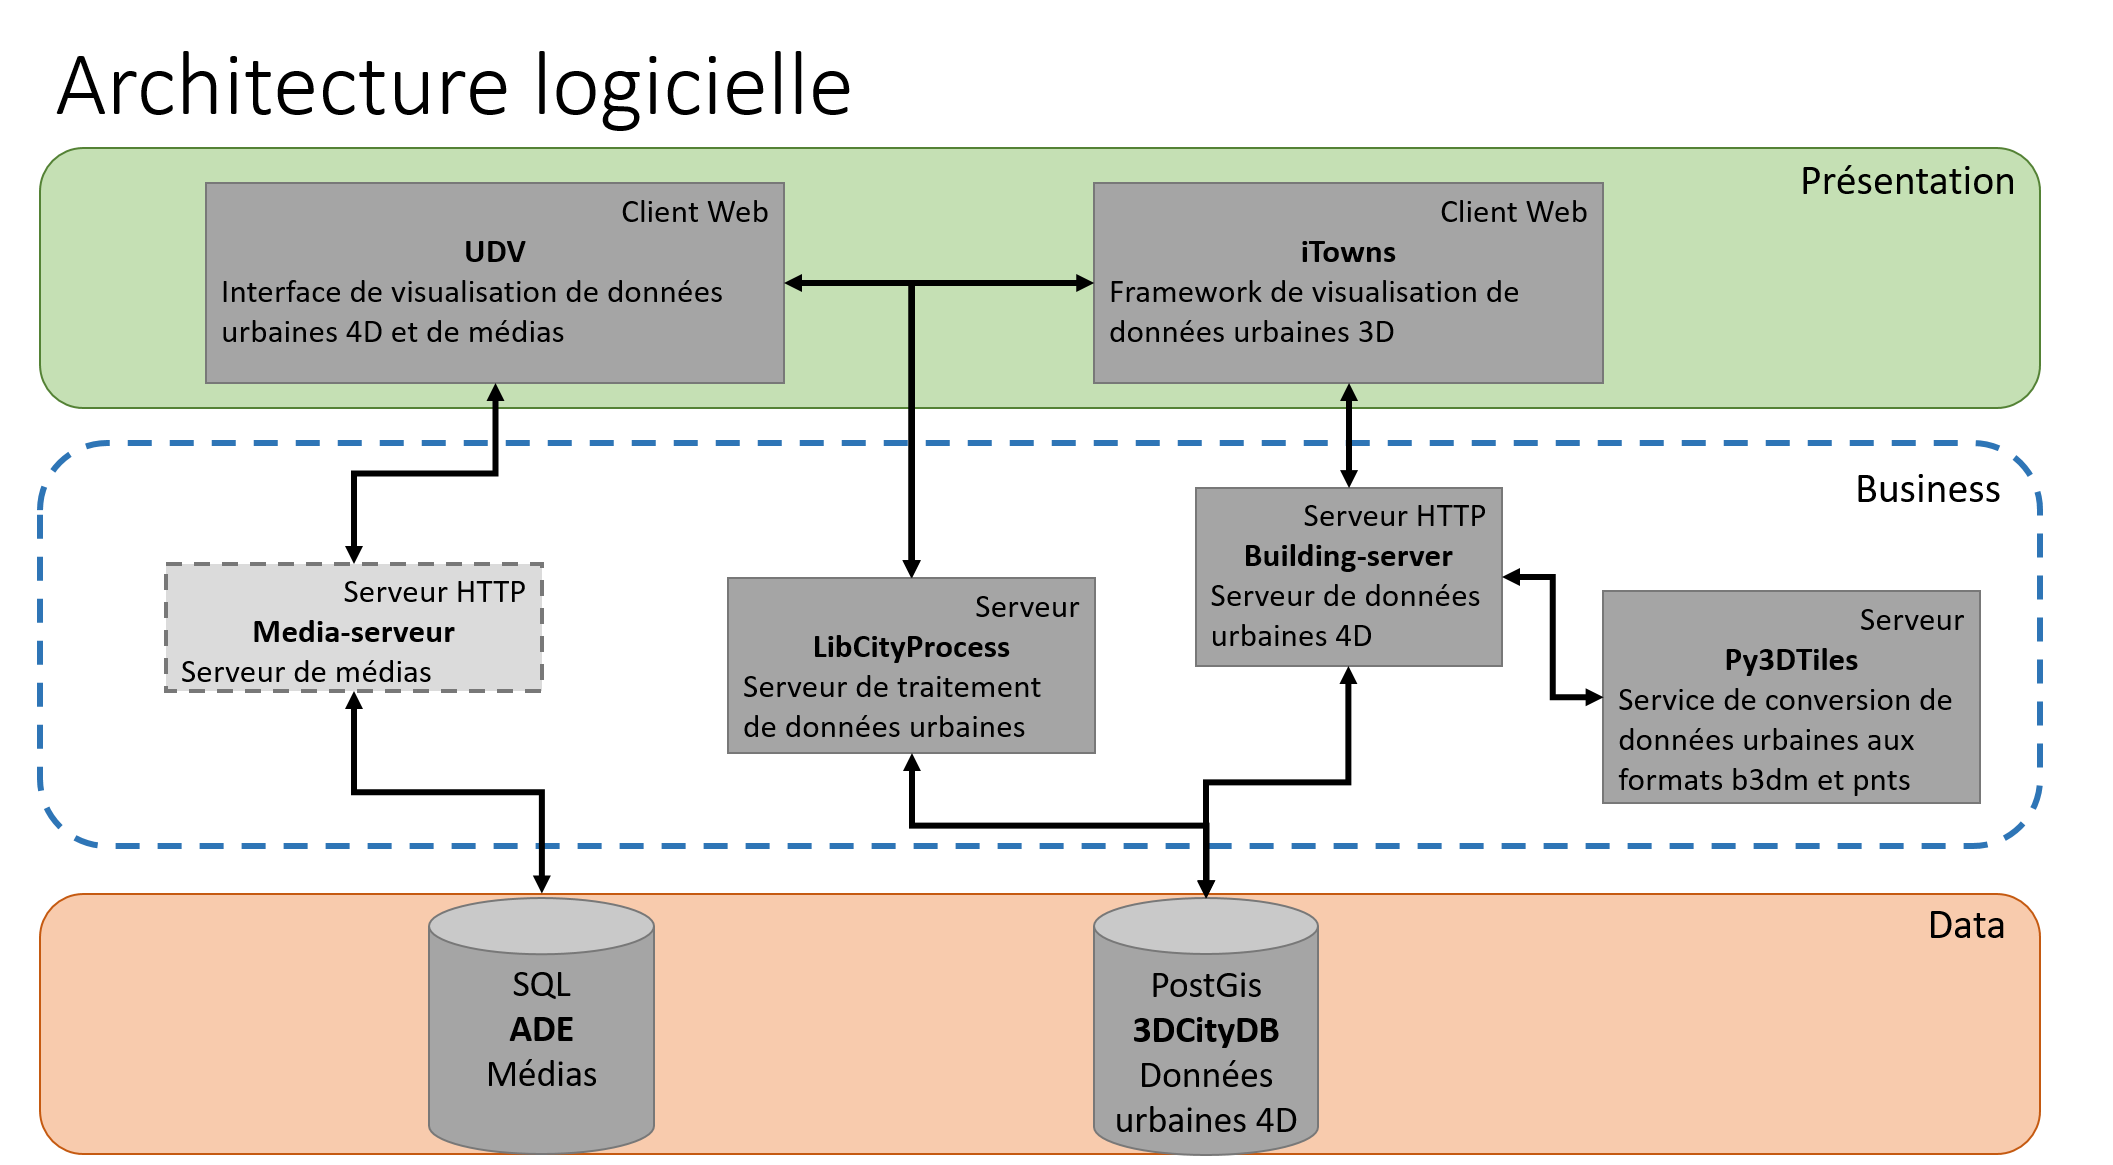 Architecture logicielle
Présentation
Client Web
UDV
Interface de visualisation de données
urbaines 4D et de médias
Client Web
iTowns
Framework de visualisation de
données urbaines 3D
Business
Serveur HTTP
Media-serveur
Serveur de médias
Serveur
LibCityProcess
Serveur de traitement
de données urbaines
Serveur HTTP
Building-server
Serveur de données
urbaines 4D
Serveur
Py3DTiles
Service de conversion de
données urbaines aux
formats b3dm et pnts
Data
SQL
ADE
Médias
PostGis
3DCityDB
Données
urbaines 4D